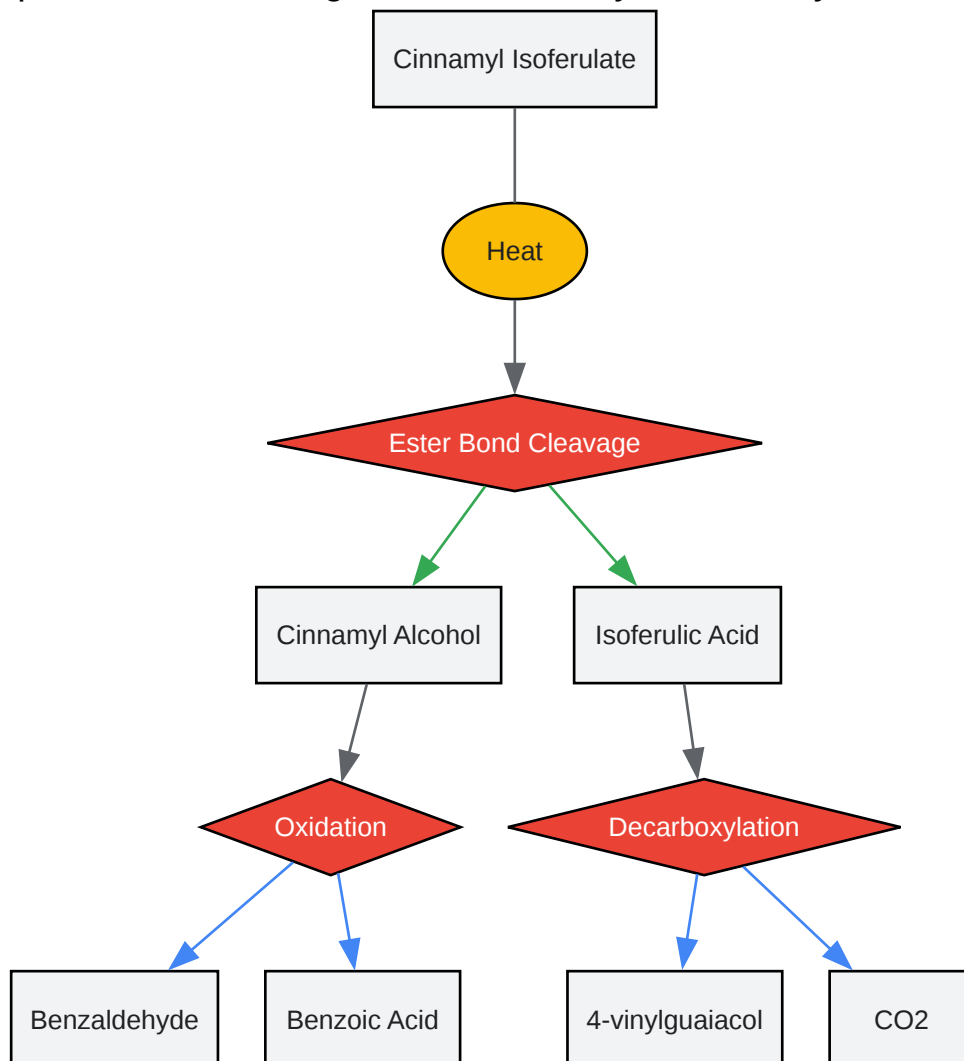 Cinnamyl Isoferulate
Heat
Ester Bond Cleavage
Cinnamyl Alcohol
Isoferulic Acid
Oxidation
Decarboxylation
Benzaldehyde
Benzoic Acid
4-vinylguaiacol
CO2